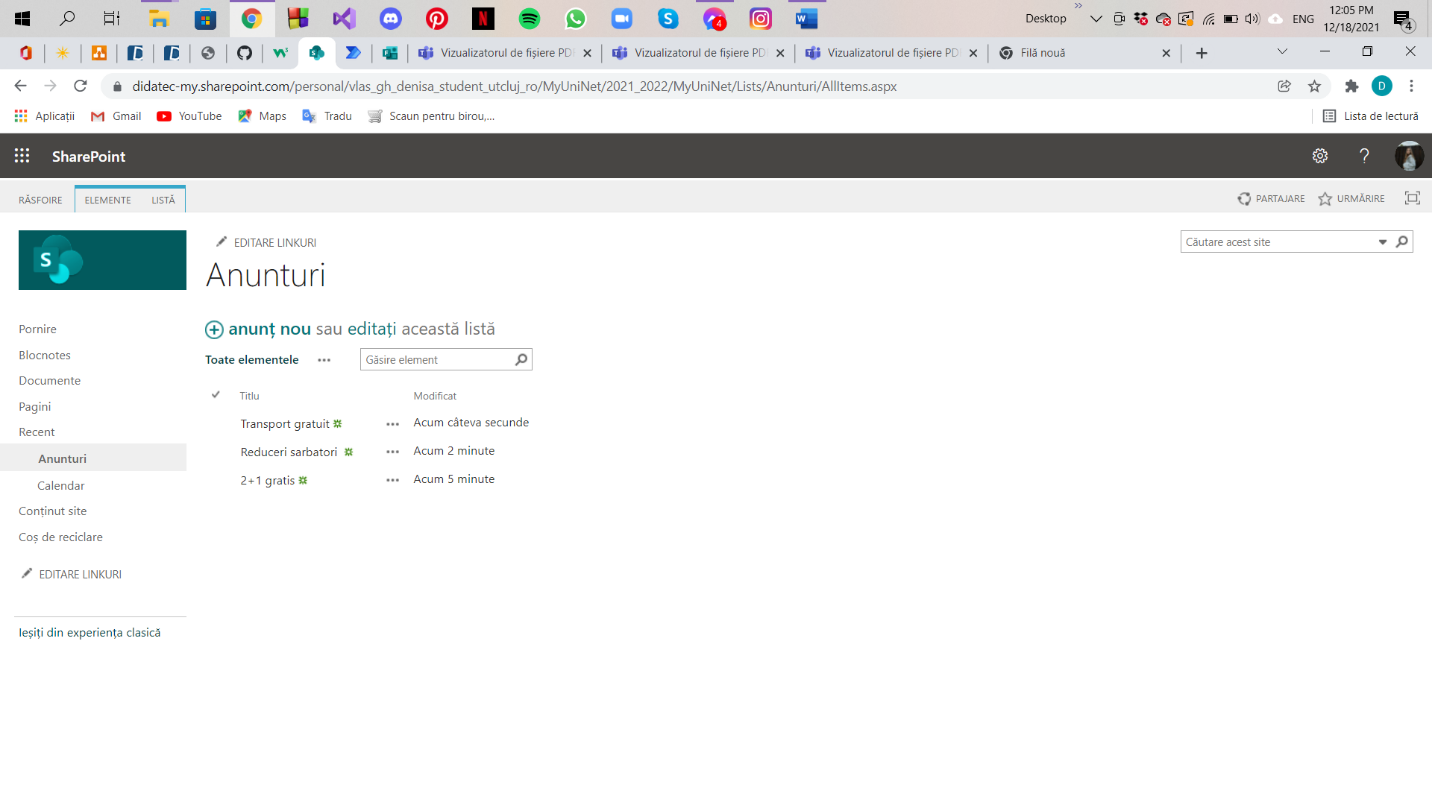 Desktop
ENG
12:05 PM
12/18/2021
4
4
Vizualizatorul de fișiere PD
Vizualizatorul de fișiere PD
Vizualizatorul de fișiere PD
Filă nouă
didatec-my.sharepoint.com/personal/vlas_gh_denisa_student_utcluj_ro/MyUniNet/2021_2022/MyUniNet/Lists/Anunturi/AllItems.aspx
D
Aplicații
Gmail
YouTube
Maps
Tradu
Scaun pentru birou,...
Lista de lectură
SharePoint
?
RĂSFOIRE
ELEMENTE
LISTĂ
PARTAJARE
URMĂRIRE
S
EDITARE LINKURI
Căutare acest site
Anunturi
Pornire
Blocnotes
Documente
Pagini
Recent
Anunturi
Calendar
Conținut site
Coș de reciclare
EDITARE LINKURI
Ieșiți din experiența clasică
anunț nou sau editați această listă
Toate elementele ...
Găsire element
Titlu Modificat
Transport gratuit ... Acum câteva secunde
Reduceri sarbatori ... Acum 2 minute
2+1 gratis ... Acum 5 minute